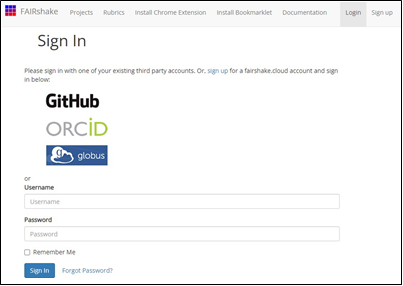 FAIRshake Projects Rubrics Install Chrome Extension Install Bookmarklet Documentation Login Sign up
Sign In
Please sign in with one of your existing third party accounts. Or, sign up for a fairshake.cloud account and sign
in below:
GitHub
ORCiD
globus
or
Username
Username
Password
Password
Remember Me
Sign In Forgot Password?